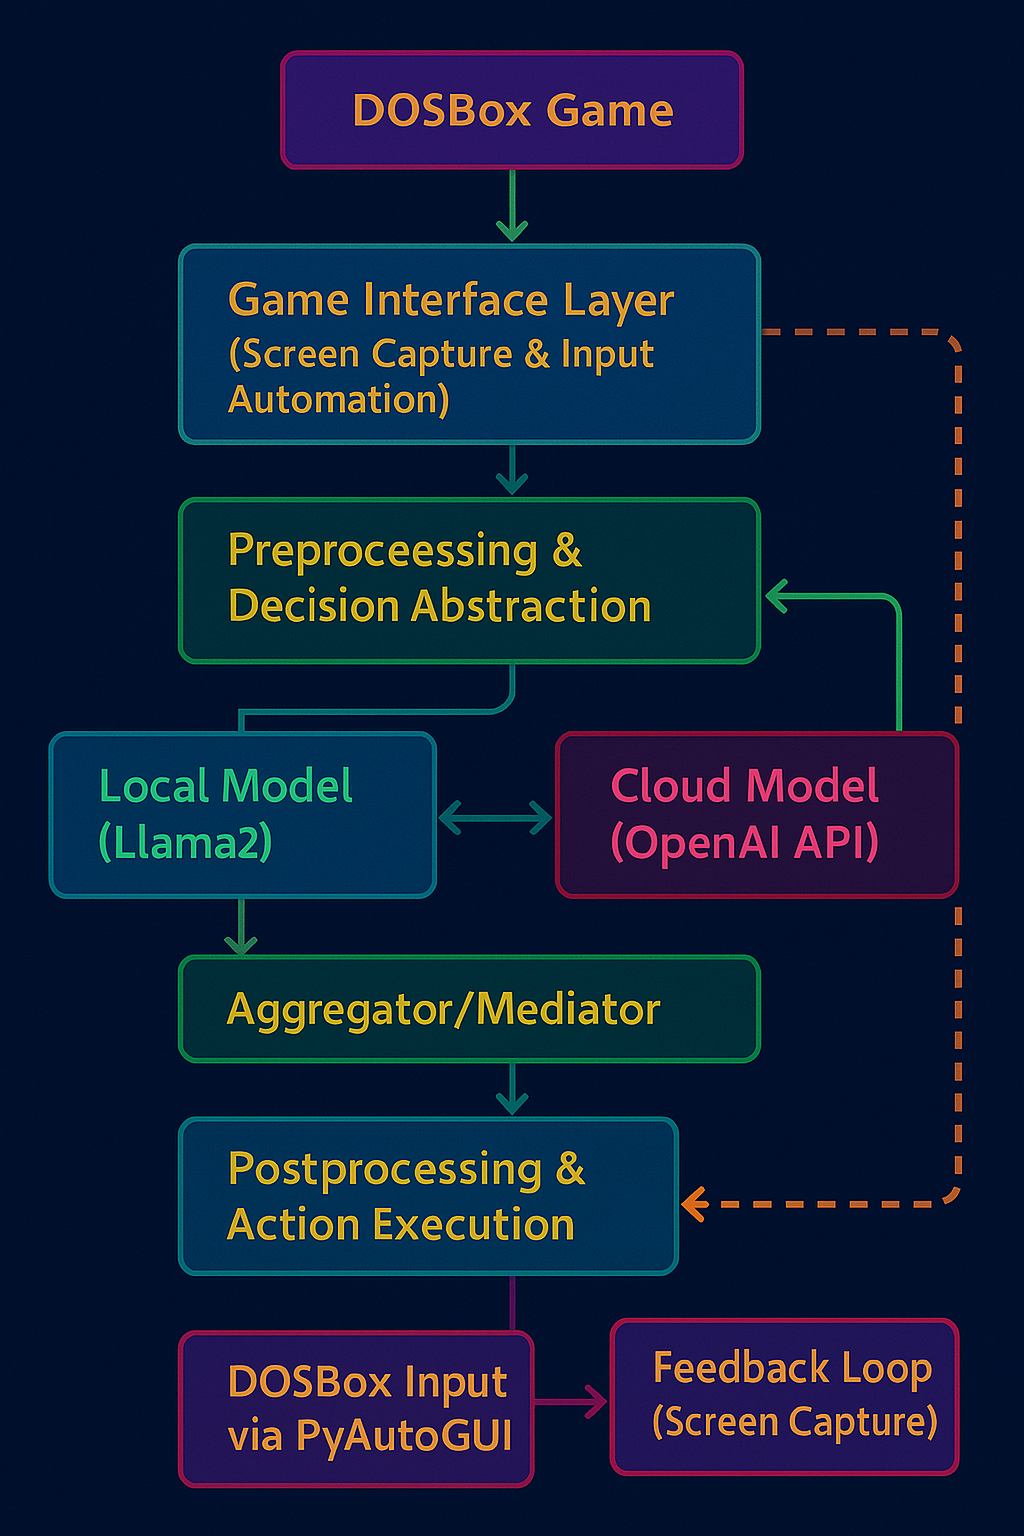 DOSBox Game
Game Interface Layer
(Screen Capture & Input
Automation)
Preproceessing &
Decision Abstraction
Local Model
(Llama2)
Cloud Model
(OpenAI API)
Aggregator/Mediator
Postprocessing &
Action Execution
DOSBox Input
via PyAutoGUI
Feedback Loop
(Screen Capture)